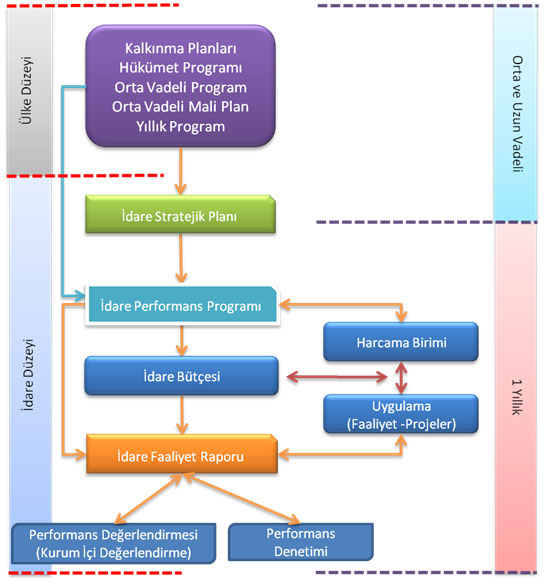 Ülke Düzeyi
Kalkınma Planları
Hükümet Programı
Orta Vadeli Program
Orta Vadeli Mali Plan
Yıllık Program
Orta ve Uzun Vadeli
İdare Stratejik Planı
İdare Düzeyi
İdare Performans Programı
Harcama Birimi
İdare Bütçesi
Uygulama
(Faaliyet -Projeler)
1 Yıllık
İdare Faaliyet Raporu
Performans Değerlendirmesi
(Kurum İçi Değerlendirme)
Performans
Denetimi